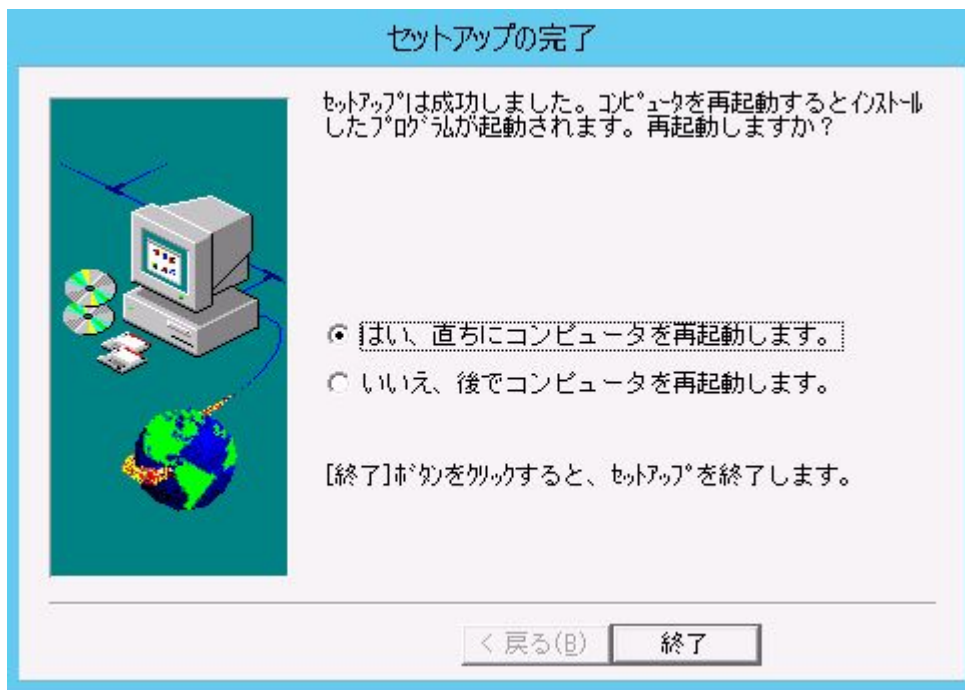 セットアップの完了
ｾｯﾄｱｯﾌﾟは成功しました。ｺﾝﾋﾟｭｰﾀを再起動するとｲﾝｽﾄｰﾙ
したﾌﾟﾛｸﾞﾗﾑが起動されます。再起動しますか？
はい、直ちにコンピュータを再起動します。
いいえ、後でコンピュータを再起動します。
[終了]ﾎﾞﾀﾝをｸﾘｯｸすると、ｾｯﾄｱｯﾌﾟを終了します。
< 戻る(B)
終了